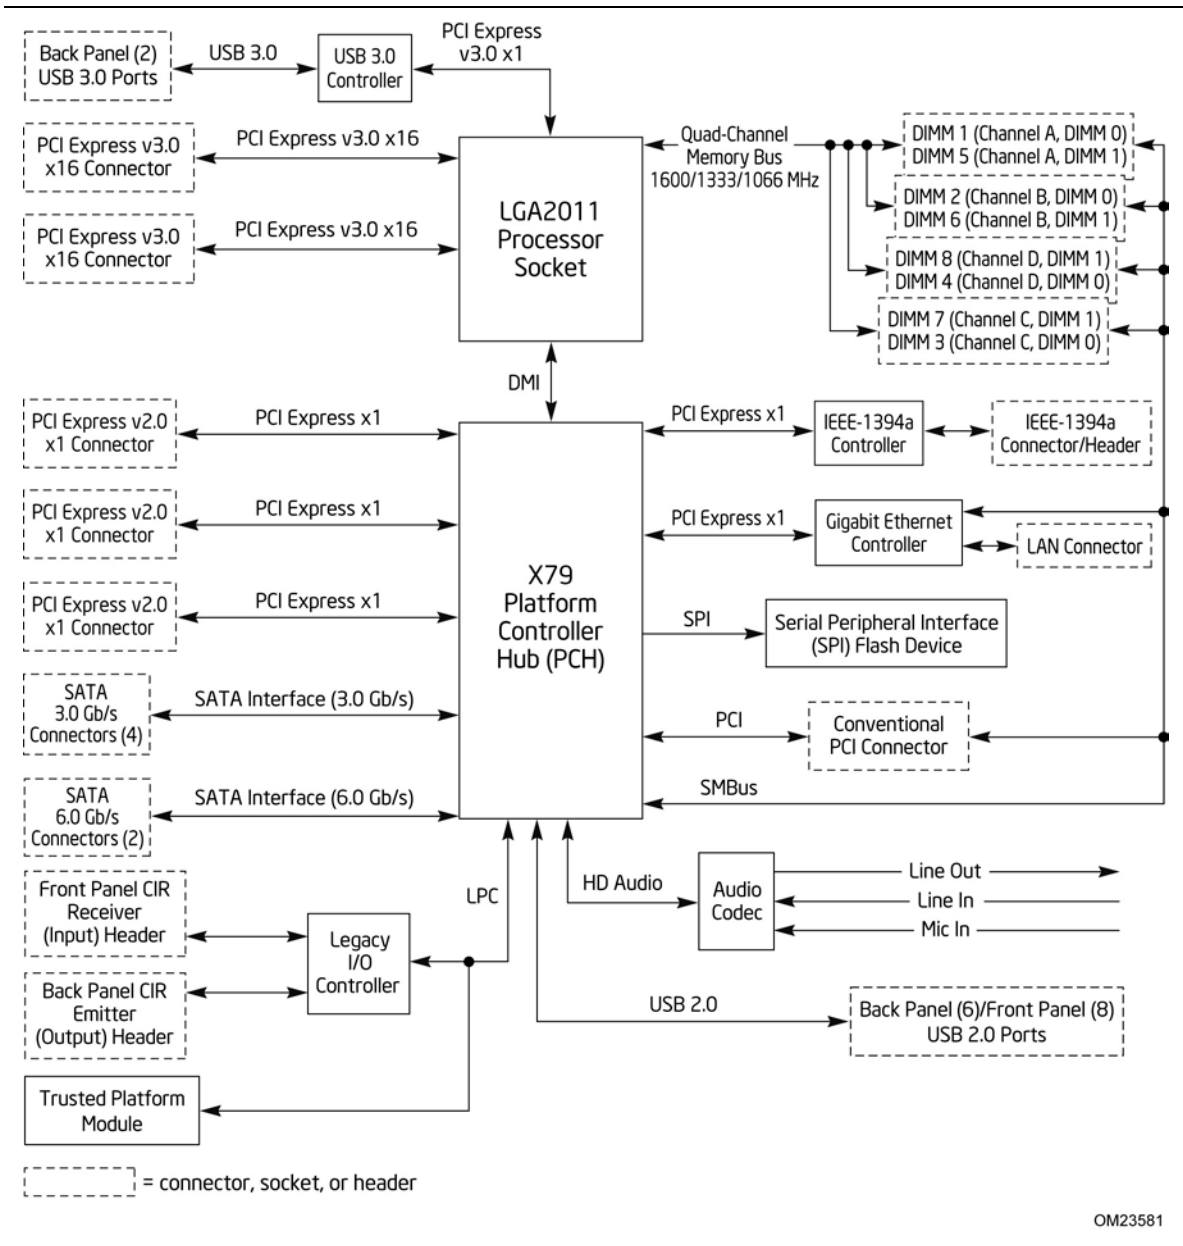 Back Panel (2)
USB 3.0 Ports
USB 3.0
USB 3.0
Controller
PCI Express
v3.0 x1
PCI Express v3.0
x16 Connector
PCI Express v3.0 x16
PCI Express v3.0
x16 Connector
PCI Express v3.0 x16
LGA2011
Processor
Socket
Quad-Channel
Memory Bus
1600/1333/1066 MHz
DIMM 1 (Channel A, DIMM 0)
DIMM 5 (Channel A, DIMM 1)
DIMM 2 (Channel B, DIMM 0)
DIMM 6 (Channel B, DIMM 1)
DIMM 8 (Channel D, DIMM 1)
DIMM 4 (Channel D, DIMM 0)
DIMM 7 (Channel C, DIMM 1)
DIMM 3 (Channel C, DIMM 0)
DMI
PCI Express v2.0
x1 Connector
PCI Express x1
PCI Express v2.0
x1 Connector
PCI Express x1
PCI Express v2.0
x1 Connector
PCI Express x1
SATA
3.0 Gb/s
Connectors (4)
SATA Interface (3.0 Gb/s)
SATA
6.0 Gb/s
Connectors (2)
SATA Interface (6.0 Gb/s)
X79
Platform
Controller
Hub (PCH)
PCI Express x1
IEEE-1394a
Controller
IEEE-1394a
Connector/Header
PCI Express x1
Gigabit Ethernet
Controller
LAN Connector
SPI
Serial Peripheral Interface
(SPI) Flash Device
PCI
Conventional
PCI Connector
SMBus
Front Panel CIR
Receiver
(Input) Header
Back Panel CIR
Emitter
(Output) Header
Legacy
I/O
Controller
LPC
HD Audio
Audio
Codec
Line Out
Line In
Mic In
USB 2.0
Back Panel (6)/Front Panel (8)
USB 2.0 Ports
Trusted Platform
Module
= connector, socket, or header
OM23581